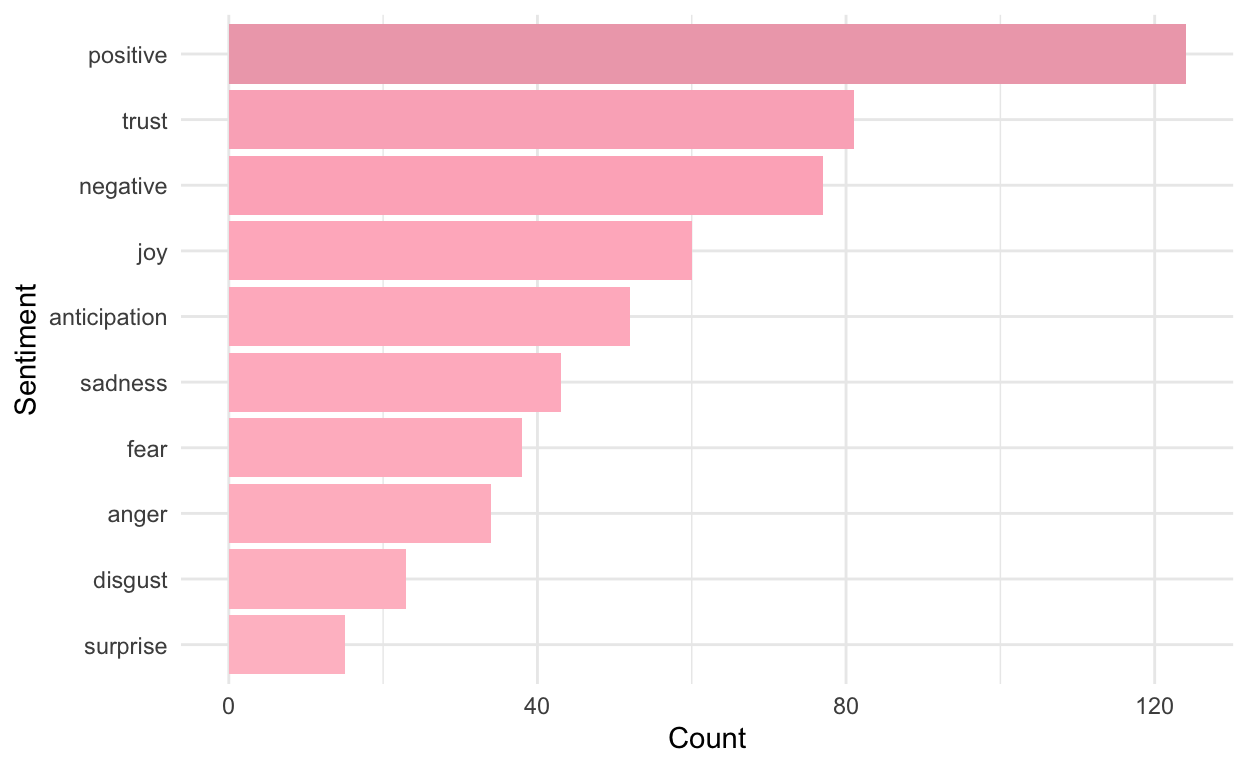 positive
trust
negative
joy
anticipation
sadness
fear
anger
disgust
surprise
Sentiment
0 40 80 120
Count